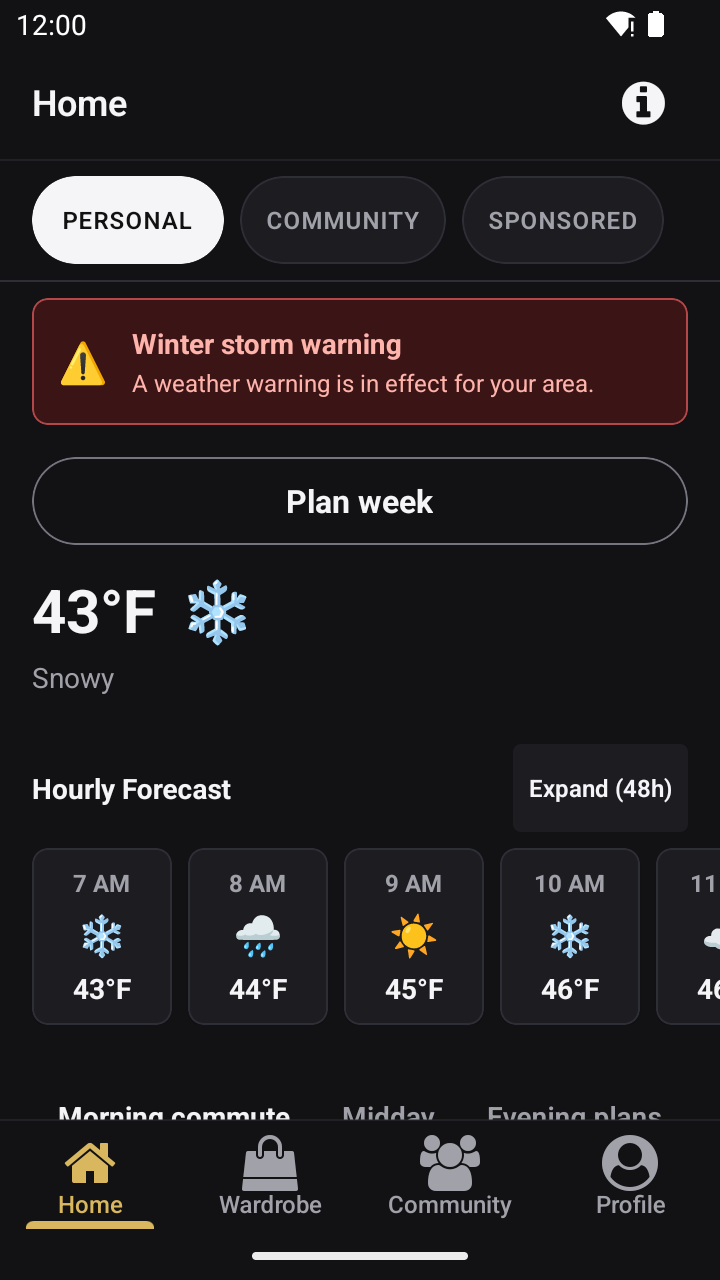 12:00
Home
PERSONAL COMMUNITY SPONSORED
Winter storm warning
A weather warning is in effect for your area.
Plan week
43°F
Snowy
Hourly Forecast Expand (48h)
7 AM 8 AM 9 AM 10 AM 11
43°F 44°F 45°F 46°F 46
Morning commute Midday Evening plans
Home Wardrobe Community Profile